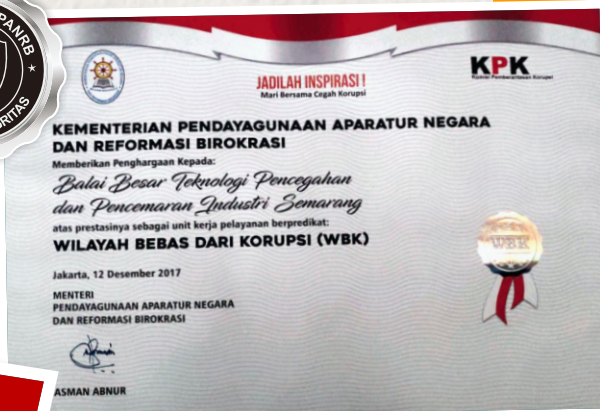 PANRB
RITAS
JADILAH INSPIRASI !
Mari Bersama Cegah Korupsi
KPK
Komisi Pemberantasan Korupsi
KEMENTERIAN PENDAYAGUNAAN APARATUR NEGARA
DAN REFORMASI BIROKRASI
Memberikan Penghargaan Kepada:
Balai Besar Teknologi Pencegahan
dan Pencemaran Industri Semarang
atas prestasinya sebagai unit kerja pelayanan berpredikat:
WILAYAH BEBAS DARI KORUPSI (WBK)
WBK
Jakarta, 12 Desember 2017
MENTERI
PENDAYAGUNAAN APARATUR NEGARA
DAN REFORMASI BIROKRASI
ASMAN ABNUR